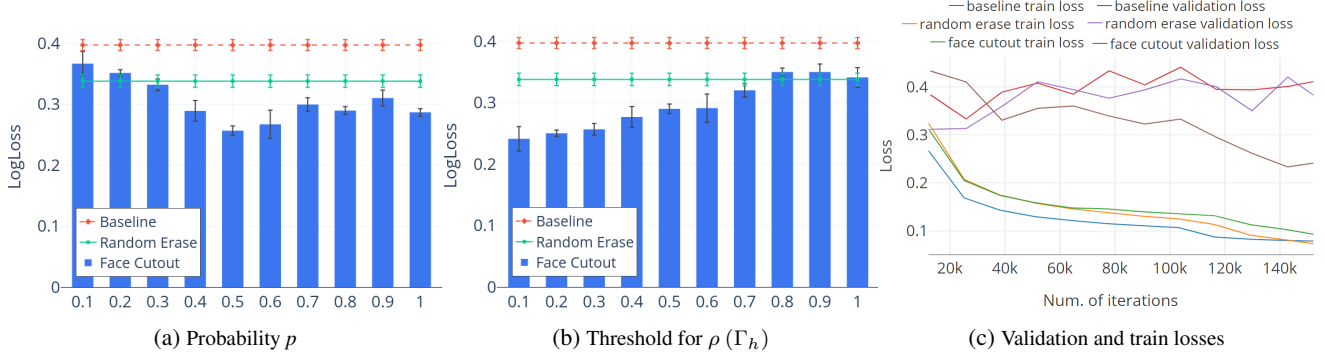 LogLoss
0.4
0.3
0.2
0.1
0
Baseline
Random Erase
Face Cutout
0.1 0.2 0.3 0.4 0.5 0.6 0.7 0.8 0.9 1
(a) Probability p
LogLoss
0.4
0.3
0.2
0.1
0
Baseline
Random Erase
Face Cutout
0.1 0.2 0.3 0.4 0.5 0.6 0.7 0.8 0.9 1
(b) Threshold for ρ (Γh)
baseline train loss baseline validation loss
random erase train loss random erase validation loss
face cutout train loss face cutout validation loss
Loss
0.3
0.2
0.1
20k 40k 60k 80k 100k 120k 140k
Num. of iterations
(c) Validation and train losses